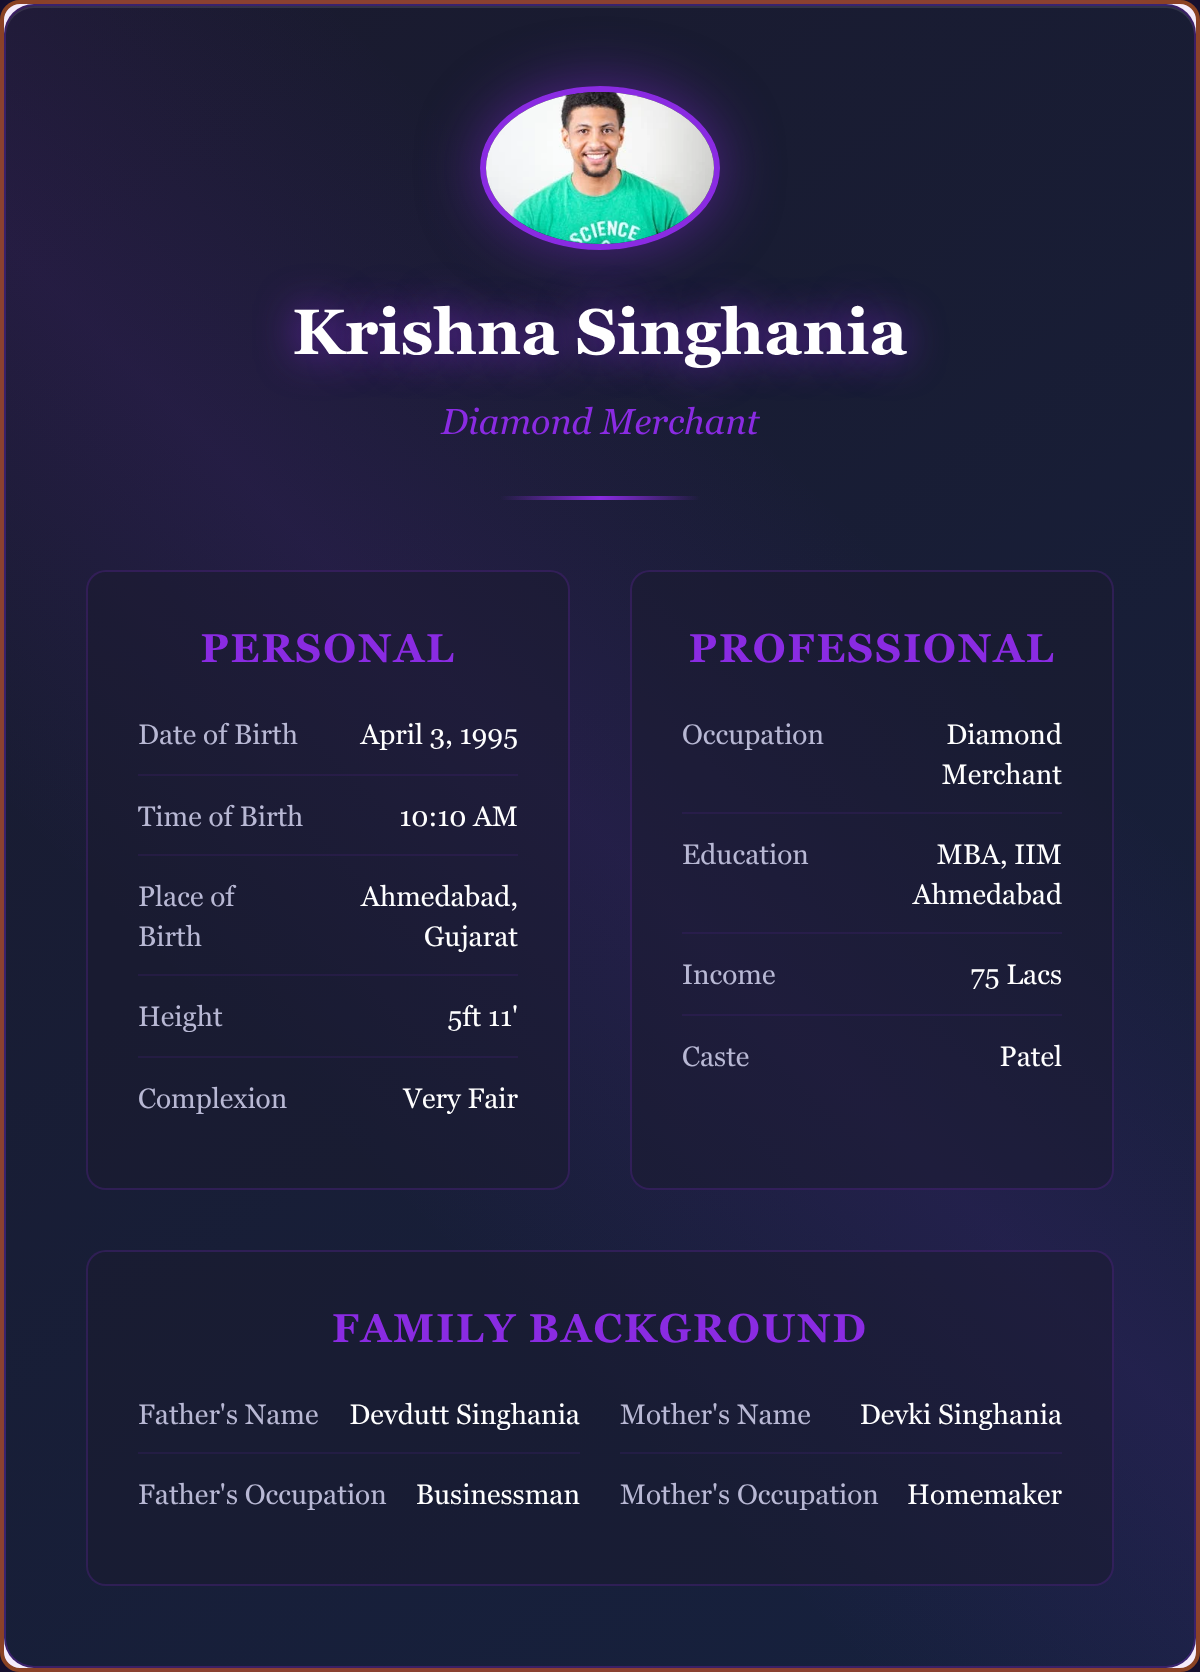 SCIENCE
Krishna Singhania
Diamond Merchant
PERSONAL
Date of Birth April 3, 1995
Time of Birth 10:10 AM
Place of Birth Ahmedabad, Gujarat
Height 5ft 11'
Complexion Very Fair
PROFESSIONAL
Occupation Diamond Merchant
Education MBA, IIM Ahmedabad
Income 75 Lacs
Caste Patel
FAMILY BACKGROUND
Father's Name Devdutt Singhania
Mother's Name Devki Singhania
Father's Occupation Businessman
Mother's Occupation Homemaker